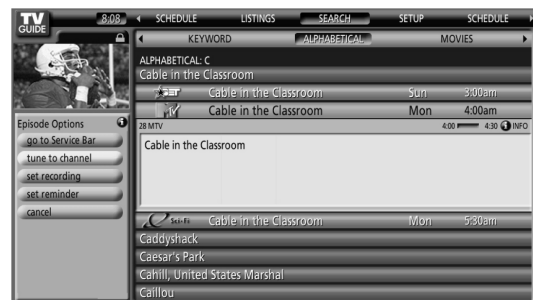 TV GUIDE
8:08
SCHEDULE LISTINGS SEARCH SETUP SCHEDULE
KEYWORD ALPHABETICAL MOVIES
ALPHABETICAL: C
Cable in the Classroom
BET Cable in the Classroom Sun 3:00am
MTV Cable in the Classroom Mon 4:00am
28 MTV 4:00 4:30 INFO
Cable in the Classroom
Episode Options
go to Service Bar
tune to channel
set recording
set reminder
cancel
Sci-Fi Cable in the Classroom Mon 5:30am
Caddyshack
Caesar's Park
Cahill, United States Marshal
Caillou